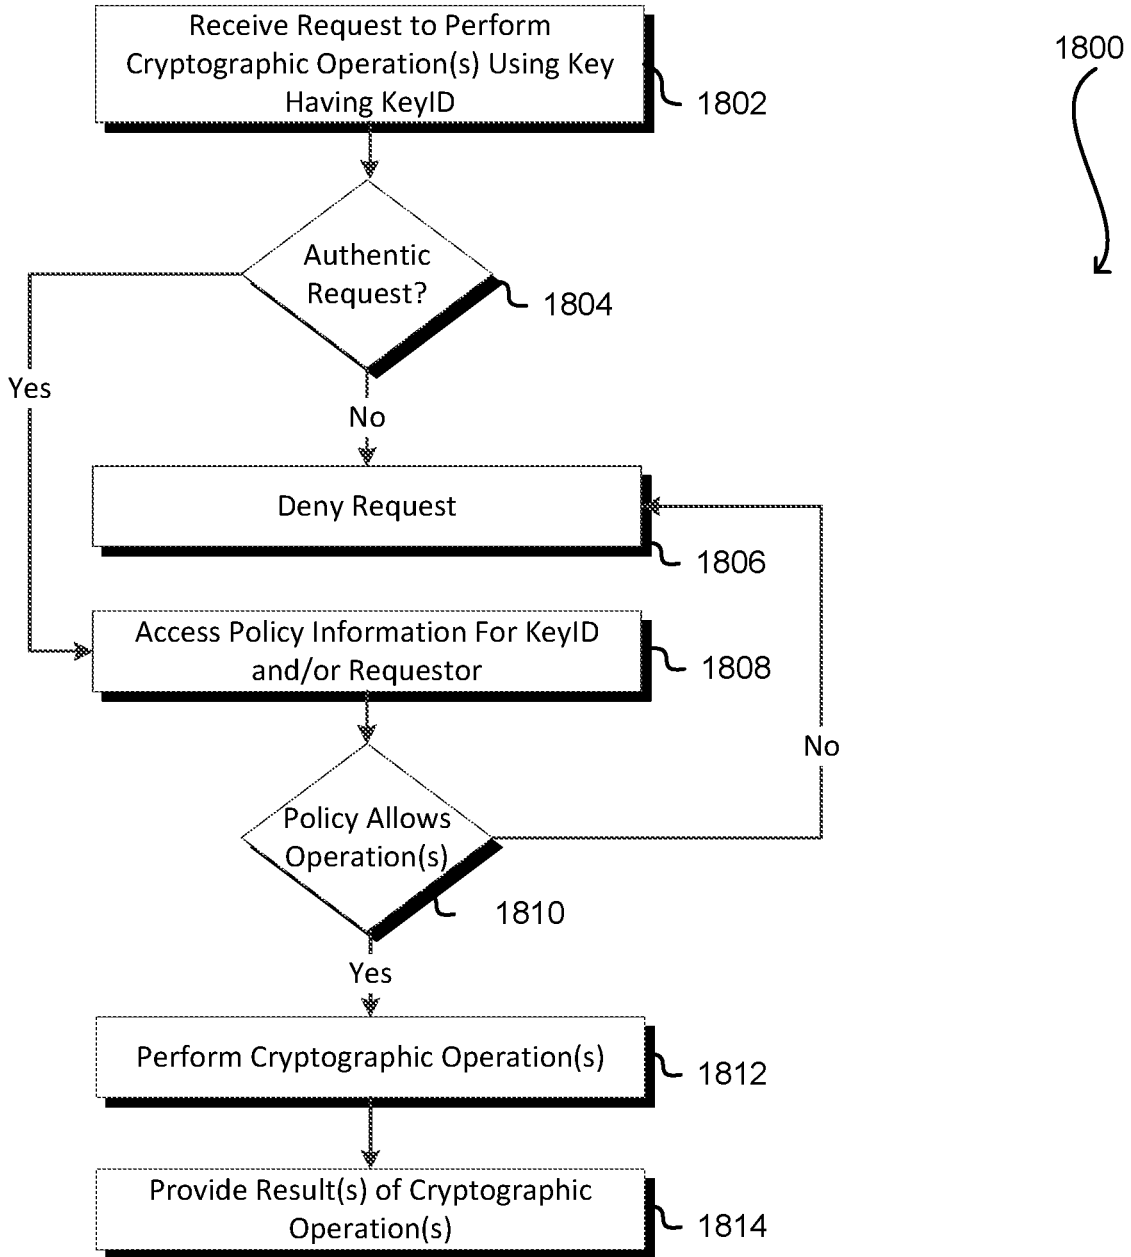 Receive Request to Perform
Cryptographic Operation(s) Using Key
Having KeyID
1800
1802
Authentic
Request?
1804
Yes
No
Deny Request
1806
Access Policy Information For KeyID
and/or Requestor
1808
No
Policy Allows
Operation(s)
1810
Yes
Perform Cryptographic Operation(s)
1812
Provide Result(s) of Cryptographic
Operation(s)
1814